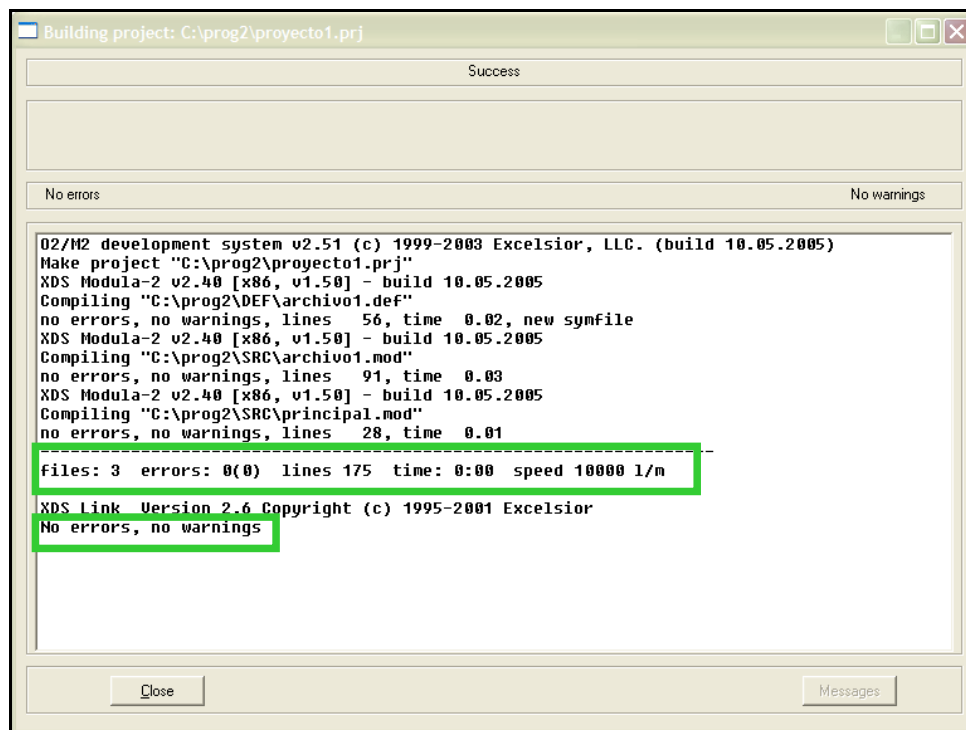 Building project: C:\prog2\proyecto1.prj
Success
No errors No warnings
O2/M2 development system v2.51 (c) 1999-2003 Excelsior, LLC. (build 10.05.2005)
Make project "C:\prog2\proyecto1.prj"
XDS Modula-2 v2.40 [x86, v1.50] - build 10.05.2005
Compiling "C:\prog2\DEF\archivo1.def"
no errors, no warnings, lines   56, time  0.02, new symfile
XDS Modula-2 v2.40 [x86, v1.50] - build 10.05.2005
Compiling "C:\prog2\SRC\archivo1.mod"
no errors, no warnings, lines   91, time  0.03
XDS Modula-2 v2.40 [x86, v1.50] - build 10.05.2005
Compiling "C:\prog2\SRC\principal.mod"
no errors, no warnings, lines   28, time  0.01
-----------------------------------------------------------------------
files: 3  errors: 0(0)  lines 175  time: 0:00  speed 10000 l/m
XDS Link  Version 2.6 Copyright (c) 1995-2001 Excelsior
No errors, no warnings
Close Messages